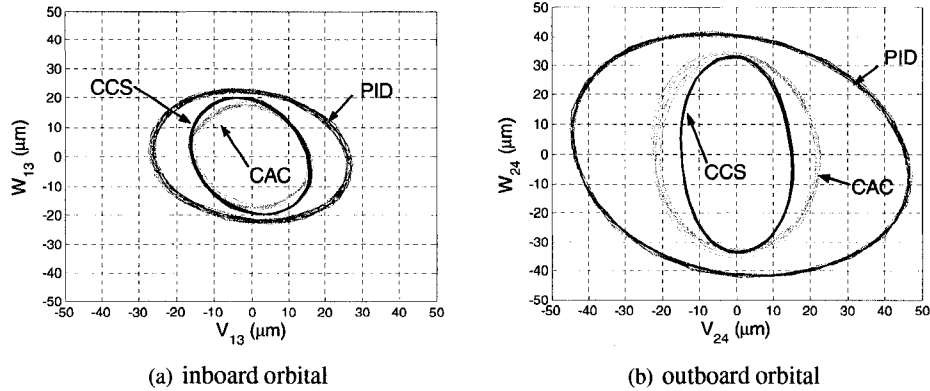 50
40
30
20
10
0
-10
-20
-30
-40
-50
W13 (μm)
CCS
PID
CAC
-50 -40 -30 -20 -10 0 10 20 30 40 50
V13 (μm)
(a) inboard orbital
50
40
30
20
10
0
-10
-20
-30
-40
-50
W24 (μm)
PID
CCS
CAC
-50 -40 -30 -20 -10 0 10 20 30 40 50
V24 (μm)
(b) outboard orbital